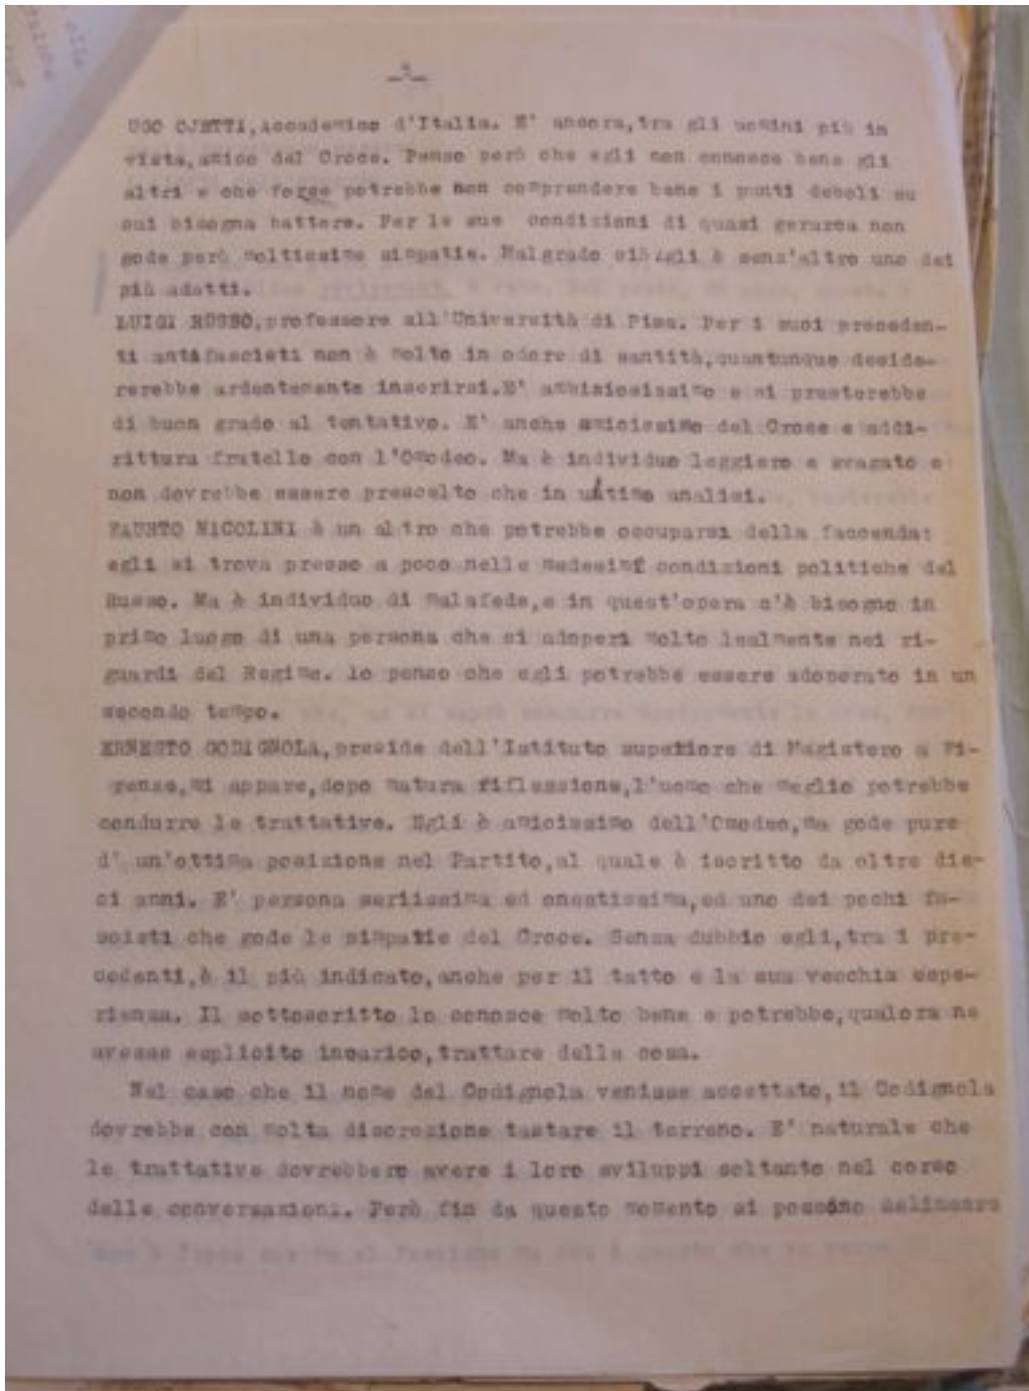 UGO OJETTI,Accademico d'Italia. E' ancora,tra gli uomini più in
vista,amico del Croce. Penso però che egli non conosce bene gli
altri e che forse potrebbe non comprendere bene i punti deboli su
cui bisogna battere. Per le sue condizioni di quasi gerarca non
gode però moltissime simpatie. Malgrado ciò egli è senz'altro uno dei
più adatti.
LUIGI RUSSO,professore all'Università di Pisa. Per i suoi preceden-
ti antifascisti non è molto in odore di santità,quantunque deside-
rerebbe ardentemente inscrirsi.E' ambiziosissimo e si presterebbe
di buon grado al tentativo. E' anche amicissimo del Croce e addi-
rittura fratello con l'Omodeo. Ma è individuo leggiero e svagato e
non dovrebbe essere prescelto che in ultimo analisi.
FAUSTO NICOLINI è un altro che potrebbe occuparsi della faccenda:
egli si trova presso a poco nelle medesime condizioni politiche del
Russo. Ma è individuo di malafede,e in quest'opera c'è bisogno in
primo luogo di una persona che si adoperi molto lealmente nei ri-
guardi del Regime. Io penso che egli potrebbe essere adoperato in un
secondo tempo.
ERNESTO CODIGNOLA,preside dell'Istituto superiore di Magistero a Fi-
renze,mi appare,dopo matura riflessione,l'uomo che meglio potrebbe
condurre le trattative. Egli è amicissimo dell'Omodeo,ma gode pure
d' un'ottima posizione nel Partito,al quale è iscritto da oltre die-
ci anni. E' persona seriissima ed onestissima,ed uno dei pochi fa-
scisti che gode le simpatie del Croce. Senza dubbio egli,tra i pre-
cedenti,è il più indicato,anche per il tatto e la sua vecchia espe-
rienza. Il sottoscritto lo conosce molto bene e potrebbe,qualora ne
avesse esplicito incarico,trattare della cosa.
Nel caso che il nome del Codignola venisse accettato,il Codignola
dovrebbe con molta discrezione tastare il terreno. E' naturale che
le trattative dovrebbero avere i loro sviluppi soltanto nel corso
delle conversazioni. Però fin da questo momento si possono delineare